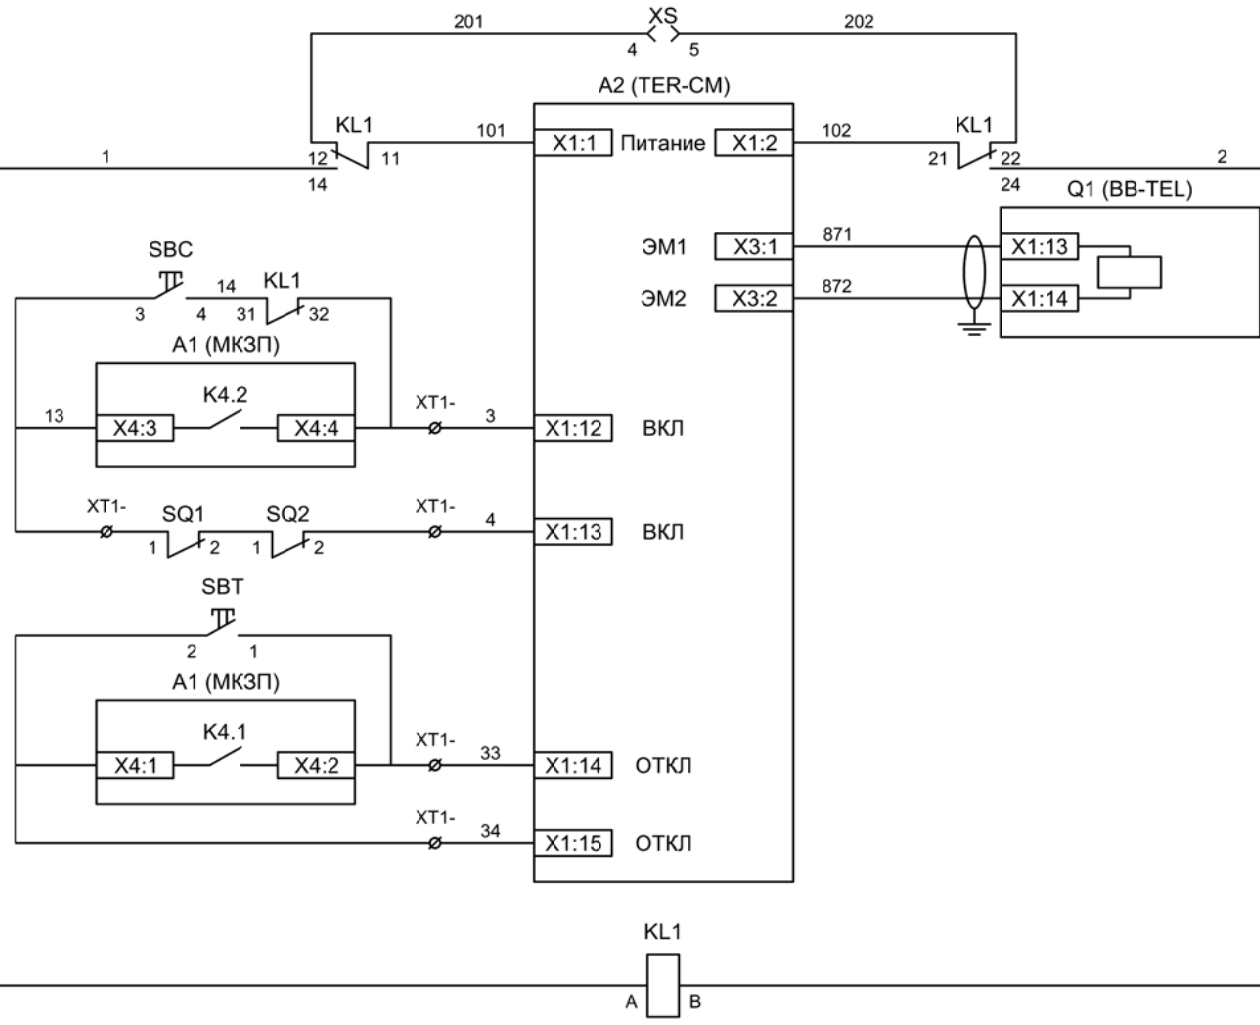 201 XS 202
4 5
A2 (TER-CM)
KL1 101 X1:1 Питание X1:2 102 KL1
1 12 11 21 22 2
14 24
Q1 (BB-TEL)
ЭМ1 X3:1 871 X1:13
ЭМ2 X3:2 872 X1:14
SBC
14 KL1
3 4 31 32
A1 (МКЗП)
K4.2
13 X4:3 X4:4 XT1- 3 X1:12 ВКЛ
XT1- SQ1 SQ2 XT1- 4 X1:13 ВКЛ
1 2 1 2
SBT
2 1
A1 (МКЗП)
K4.1
X4:1 X4:2 XT1- 33 X1:14 ОТКЛ
XT1- 34 X1:15 ОТКЛ
KL1
A B